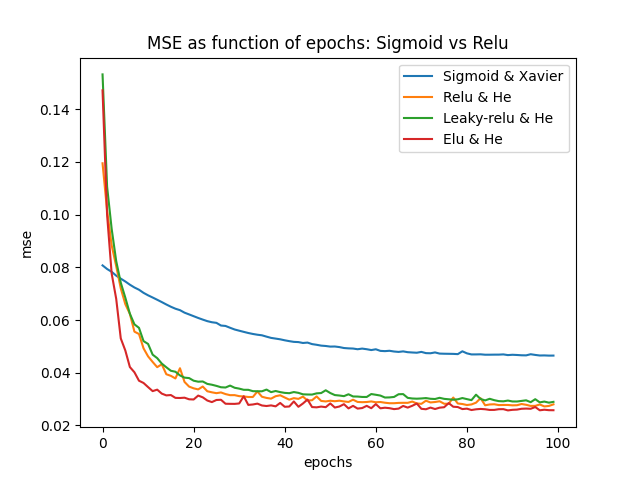 MSE as function of epochs: Sigmoid vs Relu
Sigmoid & Xavier
Relu & He
Leaky-relu & He
Elu & He
mse
0.14
0.12
0.10
0.08
0.06
0.04
0.02
0 20 40 60 80 100
epochs